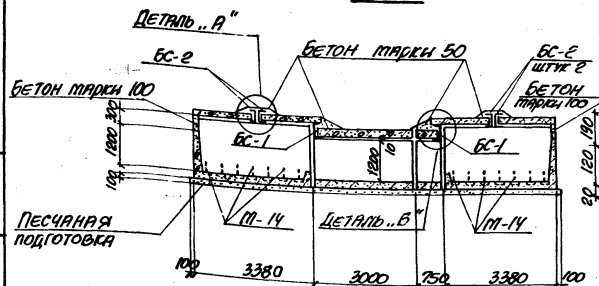 ДЕТАЛЬ „А"
БС-2
БЕТОН МАРКИ 50
БС-2
ШТУК 2
БЕТОН МАРКИ 100
БЕТОН
МАРКИ 100
300
1200
100
БС-1
1200
10
БС-1
190
120
20
ПЕСЧАНАЯ
ПОДГОТОВКА
М-14
ДЕТАЛЬ „Б"
М-14
100
3380
3000
750
3380
100